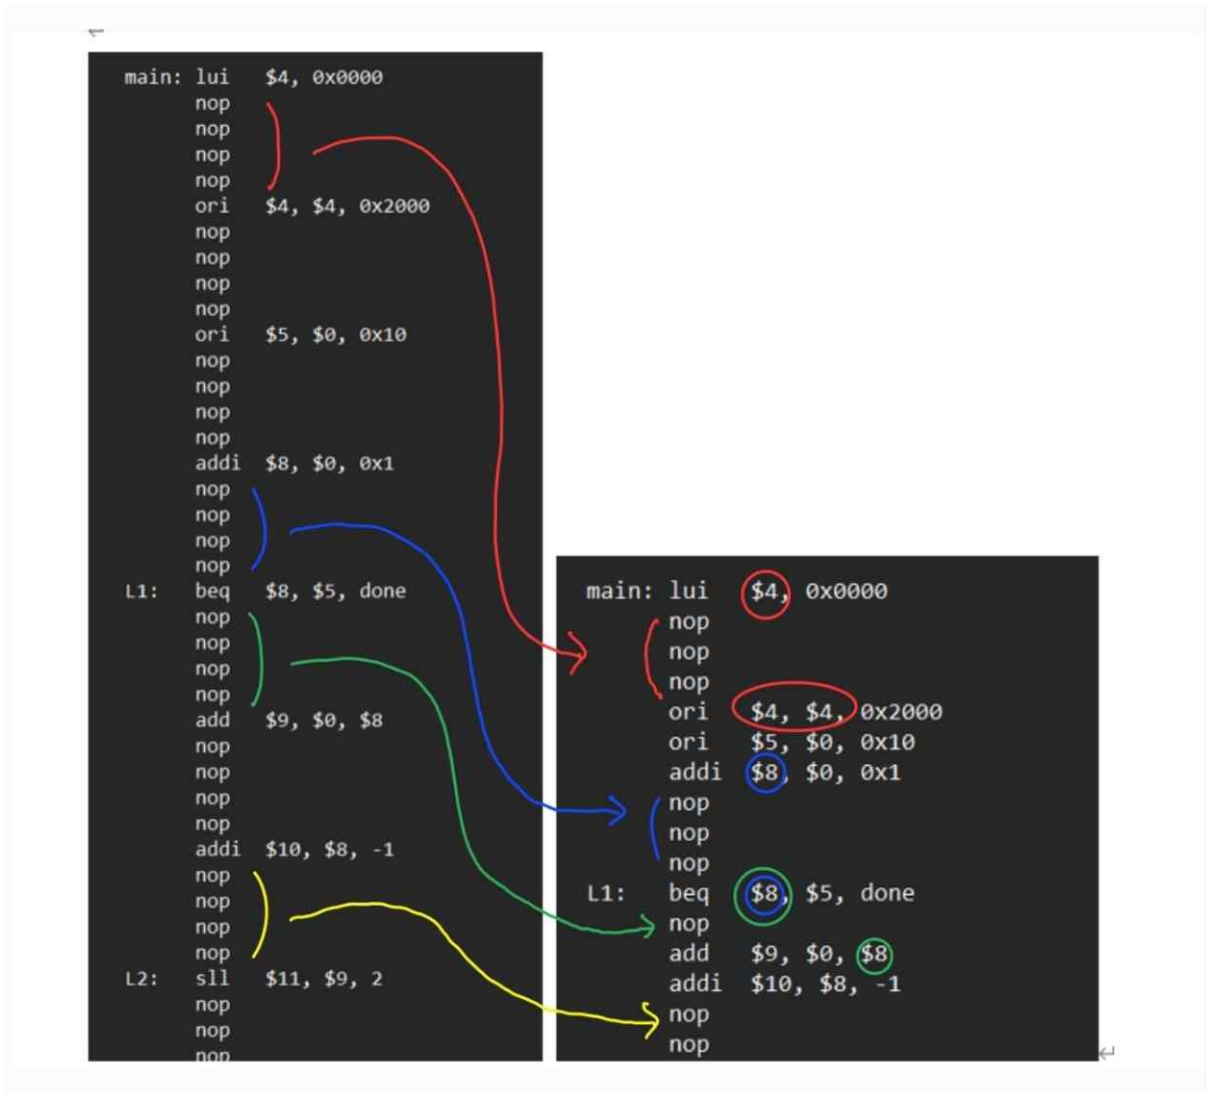 main: lui $4, 0x0000
nop
nop
nop
nop
ori $4, $4, 0x2000
nop
nop
nop
nop
ori $5, $0, 0x10
nop
nop
nop
nop
addi $8, $0, 0x1
nop
nop
nop
nop
L1: beq $8, $5, done
nop
nop
nop
nop
add $9, $0, $8
nop
nop
nop
nop
addi $10, $8, -1
nop
nop
nop
nop
L2: sll $11, $9, 2
nop
nop
nop
main: lui $4, 0x0000
nop
nop
nop
ori $4, $4, 0x2000
ori $5, $0, 0x10
addi $8, $0, 0x1
nop
nop
nop
L1: beq $8, $5, done
nop
add $9, $0, $8
addi $10, $8, -1
nop
nop